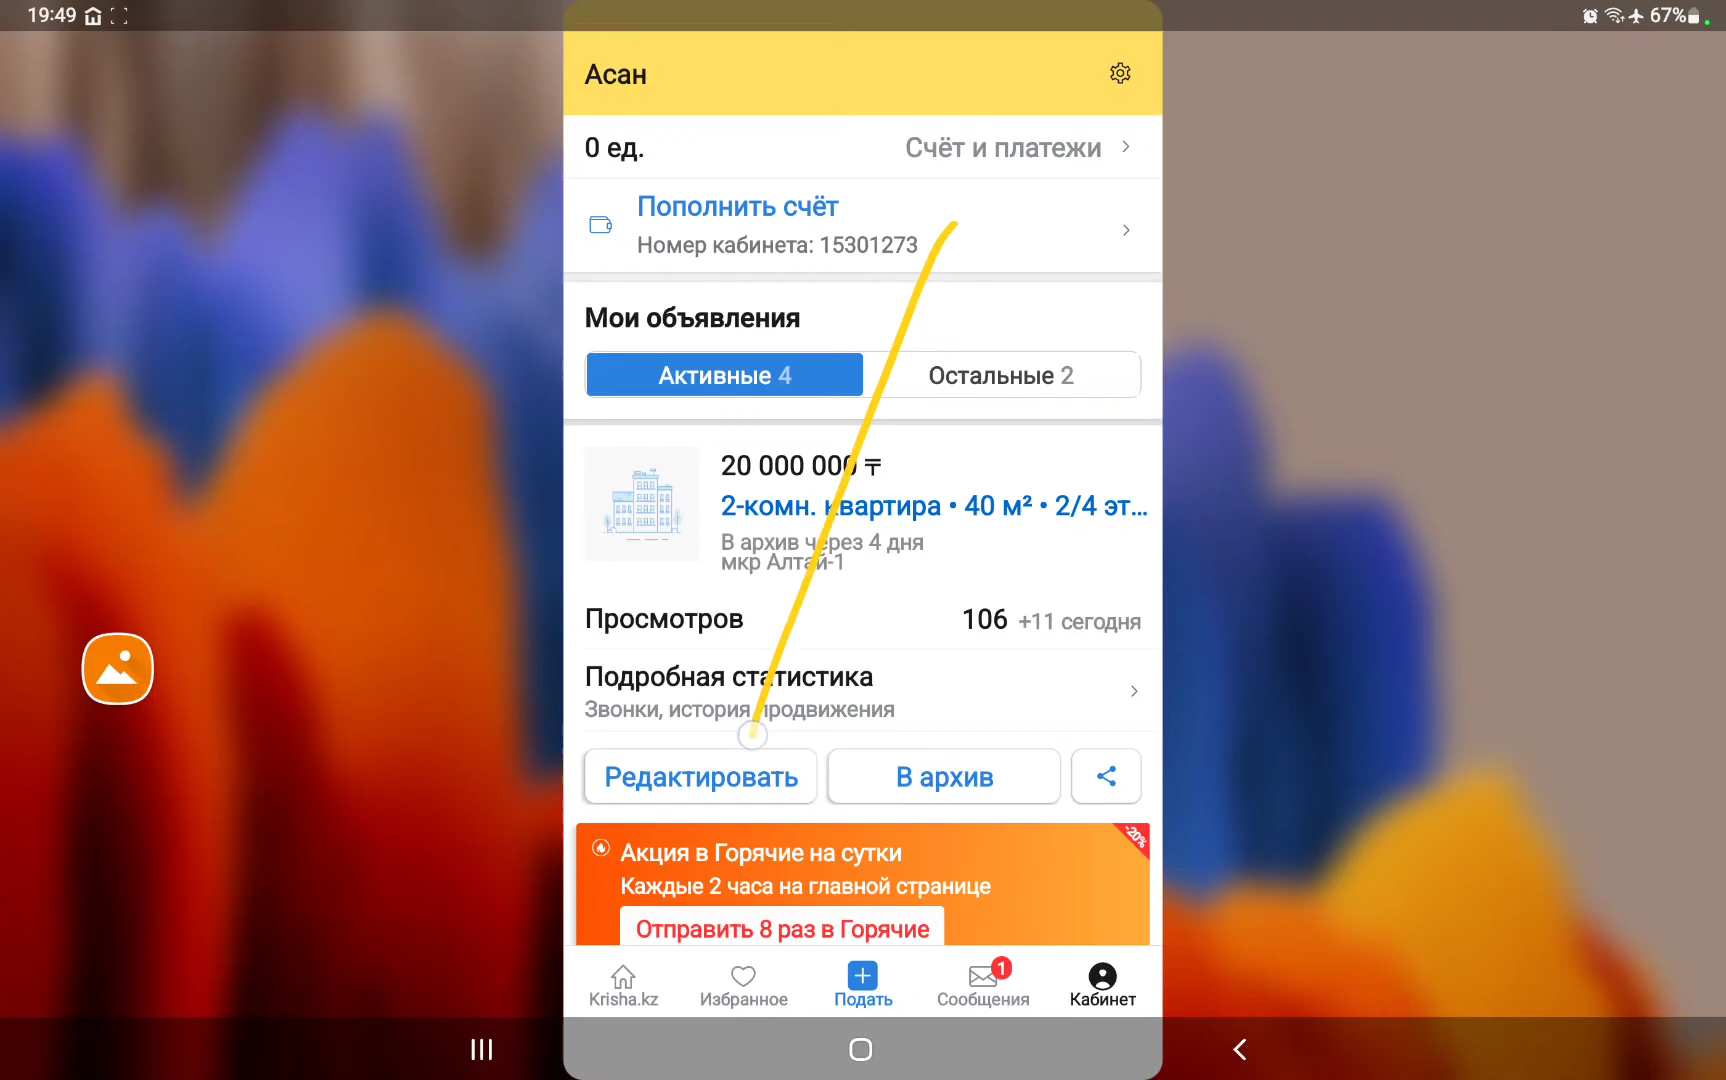 19:49
67%
Асан
0 ед.
Счёт и платежи
Пополнить счёт
Номер кабинета: 15301273
Мои объявления
Активные 4
Остальные 2
20 000 000 ₸
2-комн. квартира • 40 м² • 2/4 эт...
В архив через 4 дня
мкр Алтай-1
Просмотров
106 +11 сегодня
Подробная статистика
Звонки, история продвижения
Редактировать
В архив
-20%
Акция в Горячие на сутки
Каждые 2 часа на главной странице
Отправить 8 раз в Горячие
1
Krisha.kz
Избранное
Подать
Сообщения
Кабинет